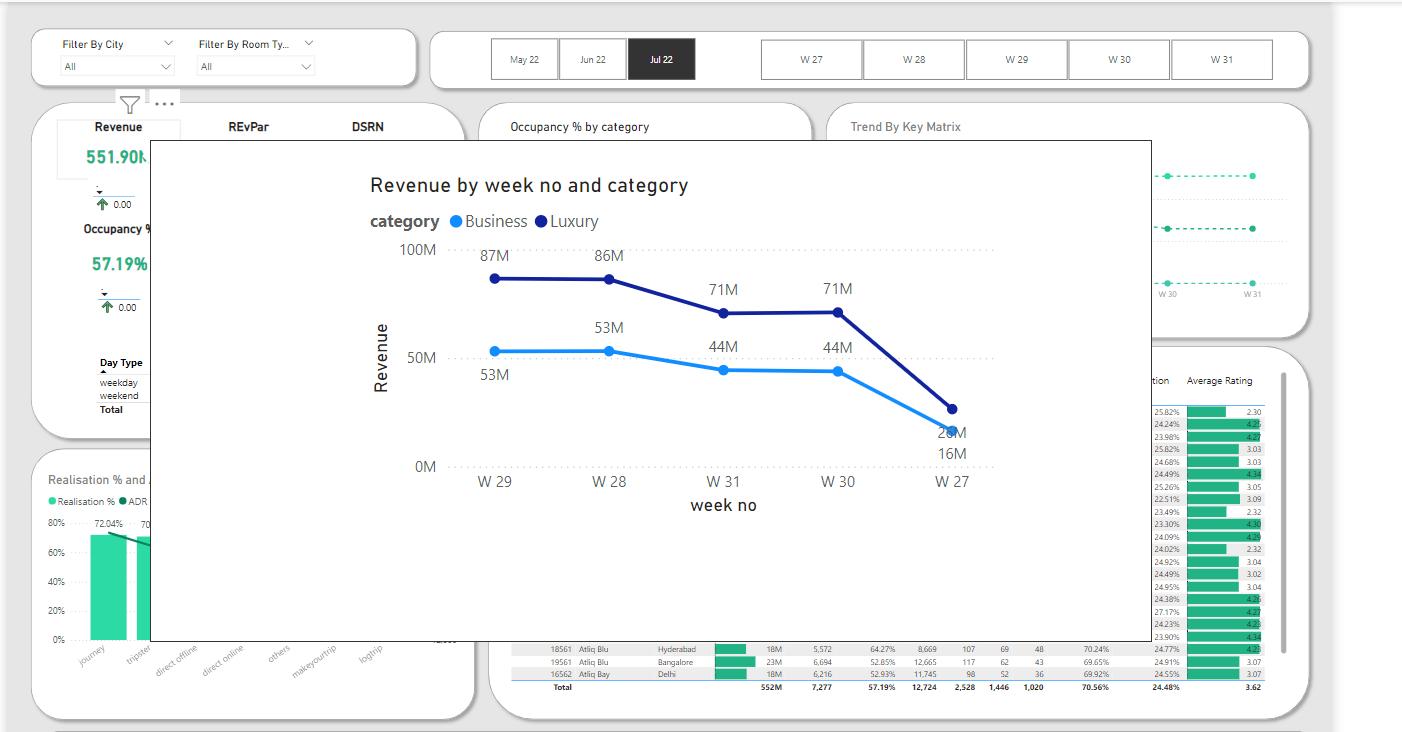 Filter By City
Filter By Room Ty...
All
All
May 22
Jun 22
Jul 22
W 27
W 28
W 29
W 30
W 31
Revenue
REvPar
DSRN
Occupancy % by category
Trend By Key Matrix
551.90
0.00
Occupancy %
57.19%
0.00
Day Type
weekday
weekend
Total
Revenue by week no and category
category Business Luxury
100M
50M
0M
Revenue
87M 86M 71M 71M 26M
53M 53M 44M 44M 16M
W 29 W 28 W 31 W 30 W 27
week no
W 30 W 31
Average Rating
25.82% 2.30
24.24% 4.25
23.98% 4.27
25.82% 3.03
24.68% 3.03
24.49% 4.34
25.26% 3.05
22.51% 3.09
23.49% 2.32
23.30% 4.30
24.09% 4.29
24.02% 2.32
24.92% 3.04
24.49% 3.02
24.95% 3.04
24.38% 4.26
27.17% 4.27
24.23% 4.23
23.90% 4.34
18561 Atliq Blu Hyderabad 18M 5,572 64.27% 8,669 107 69 48 70.24% 24.77% 4.23
19561 Atliq Blu Bangalore 23M 6,694 52.85% 12,665 117 62 43 69.65% 24.91% 3.07
16562 Atliq Bay Delhi 18M 6,216 52.93% 11,745 98 52 36 69.92% 24.55% 3.07
Total 552M 7,277 57.19% 12,724 2,528 1,446 1,020 70.56% 24.48% 3.62
Realisation % and
Realisation % ADR
80%
60%
40%
20%
0%
72.04% 70
journey
tripster
direct offline
direct online
others
makeyourtrip
logtrip